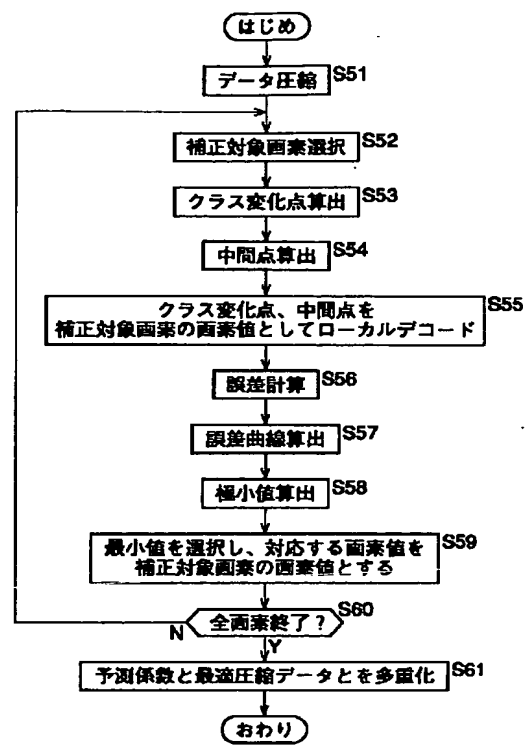 はじめ
データ圧縮 S51
補正対象画素選択 S52
クラス変化点算出 S53
中間点算出 S54
クラス変化点、中間点を S55
補正対象画素の画素値としてローカルデコード
誤差計算 S56
誤差曲線算出 S57
極小値算出 S58
最小値を選択し、対応する画素値を S59
補正対象画素の画素値とする
全画素終了？ S60
N
Y
予測係数と最適圧縮データとを多重化 S61
おわり